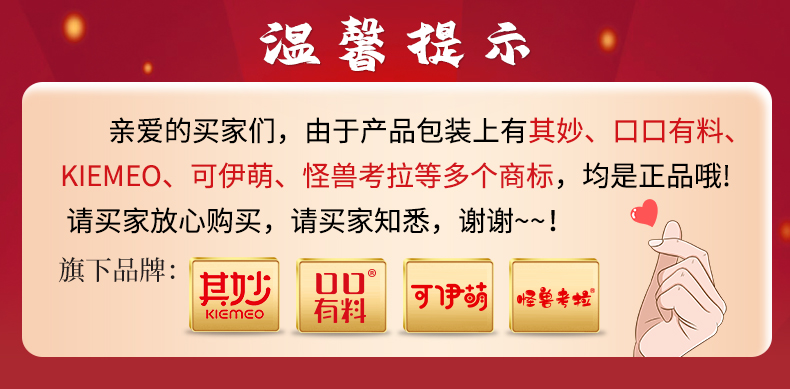 温馨提示
亲爱的买家们，由于产品包装上有其妙、口口有料、
KIEMEO、可伊萌、怪兽考拉等多个商标，均是正品哦!
请买家放心购买，请买家知悉，谢谢~~！
旗下品牌：
其妙
KIEMEO
口口®
有料
可伊萌
怪兽考拉®